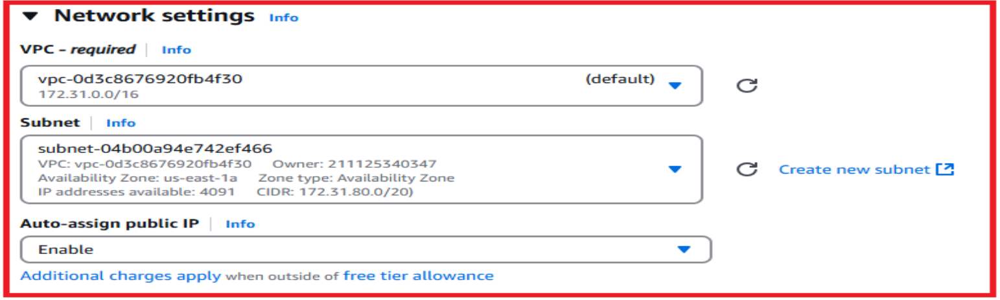 Network settings Info
VPC – required Info
vpc-0d3c8676920fb4f30 (default)
172.31.0.0/16
Subnet Info
subnet-04b00a94e742ef466
VPC: vpc-0d3c8676920fb4f30 Owner: 211125340347
Availability Zone: us-east-1a Zone type: Availability Zone
IP addresses available: 4091 CIDR: 172.31.80.0/20)
Create new subnet
Auto-assign public IP Info
Enable
Additional charges apply when outside of free tier allowance